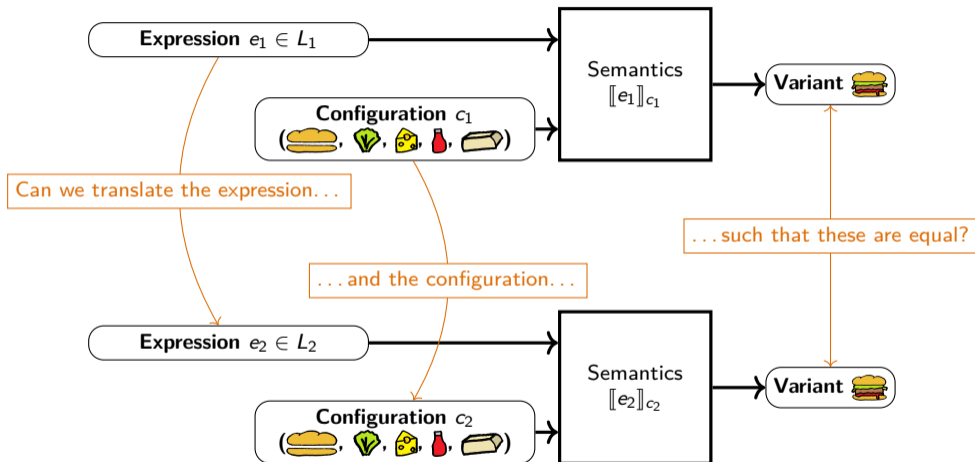 Expression e₁ ∈ L₁
Semantics
⟦e₁⟧c₁
Variant
Configuration c₁
( , , , , )
Can we translate the expression...
...such that these are equal?
...and the configuration...
Expression e₂ ∈ L₂
Semantics
⟦e₂⟧c₂
Variant
Configuration c₂
( , , , , )